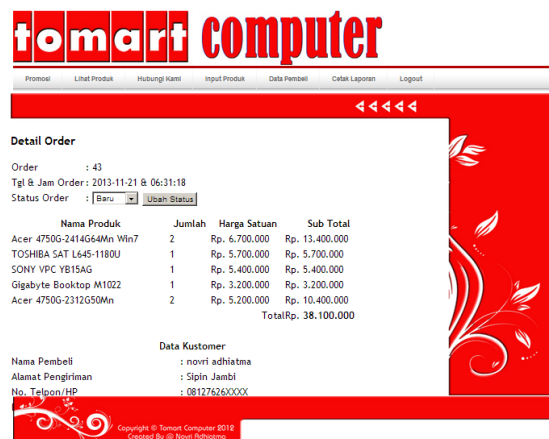 tomart computer
Promosi Lihat Produk Hubungi Kami Input Produk Data Pembeli Cetak Laporan Logout
Detail Order
Order : 43
Tgl & Jam Order : 2013-11-21 & 06:31:18
Status Order : Baru Ubah Status
Nama Produk Jumlah Harga Satuan Sub Total
Acer 4750G-2414G64Mn Win7 2 Rp. 6.700.000 Rp. 13.400.000
TOSHIBA SAT L645-1180U 1 Rp. 5.700.000 Rp. 5.700.000
SONY VPC YB15AG 1 Rp. 5.400.000 Rp. 5.400.000
Gigabyte Booktop M1022 1 Rp. 3.200.000 Rp. 3.200.000
Acer 4750G-2312G50Mn 2 Rp. 5.200.000 Rp. 10.400.000
TotalRp. 38.100.000
Data Kustomer
Nama Pembeli : novri adhiatma
Alamat Pengiriman : Sipin Jambi
No. Telpon/HP : 08127626XXXX
Copyright © Tomart Computer 2012
Created By @ Novri Adhiatma